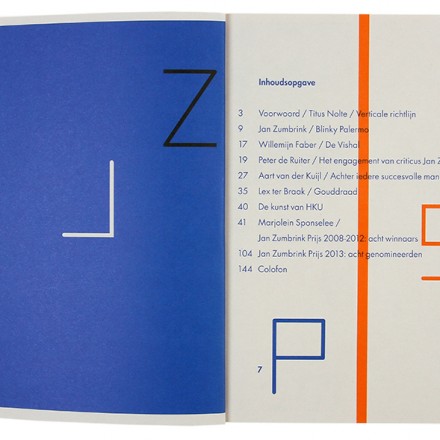 Z
Inhoudsopgave
3 Voorwoord / Titus Nolte / Verticale richtlijn
9 Jan Zumbrink / Blinky Palermo
17 Willemijn Faber / De Vishal
19 Peter de Ruiter / Het engagement van criticus Jan Z
27 Aart van der Kuijl / Achter iedere succesvolle man
35 Lex ter Braak / Gouddraad
40 De kunst van HKU
41 Marjolein Sponselee /
Jan Zumbrink Prijs 2008-2012: acht winnaars
104 Jan Zumbrink Prijs 2013: acht genomineerden
144 Colofon
7
P